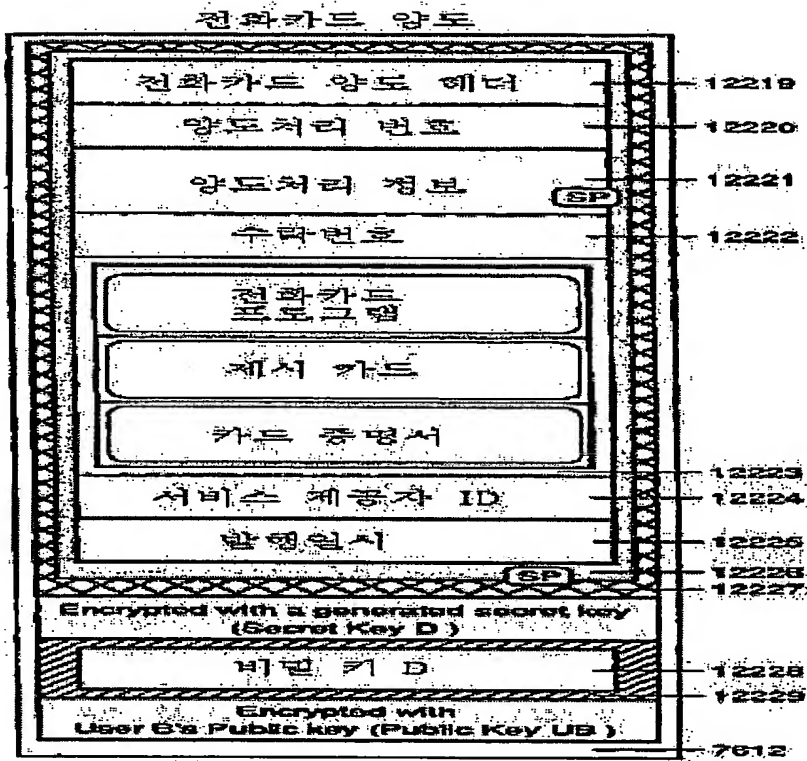 전화카드 양도
전화카드 양도 헤더
12219
양도처리 번호
12220
양도처리 정보
12221
SP
수락번호
12222
전화카드
프로그램
제시 카드
카드 증명서
12223
서비스 제공자 ID
12224
발행일시
12225
12226
SP
12227
Encrypted with a generated secret key
(Secret Key D )
비밀 키 D
12228
12229
Encrypted with
User B's Public key (Public Key UB )
7612